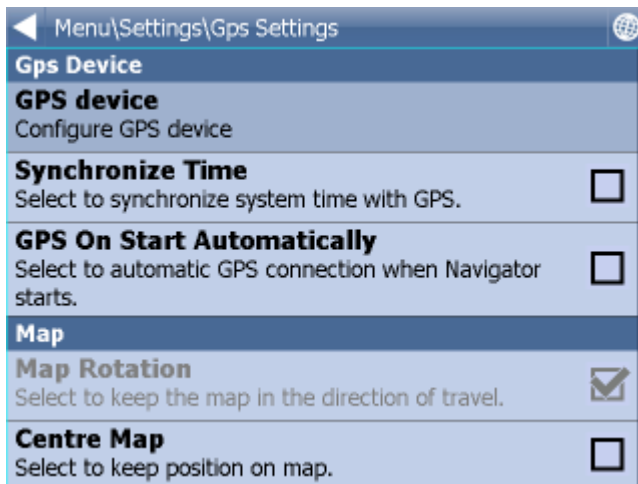 Menu\Settings\Gps Settings
Gps Device
GPS device
Configure GPS device
Synchronize Time
Select to synchronize system time with GPS.
GPS On Start Automatically
Select to automatic GPS connection when Navigator
starts.
Map
Map Rotation
Select to keep the map in the direction of travel.
Centre Map
Select to keep position on map.